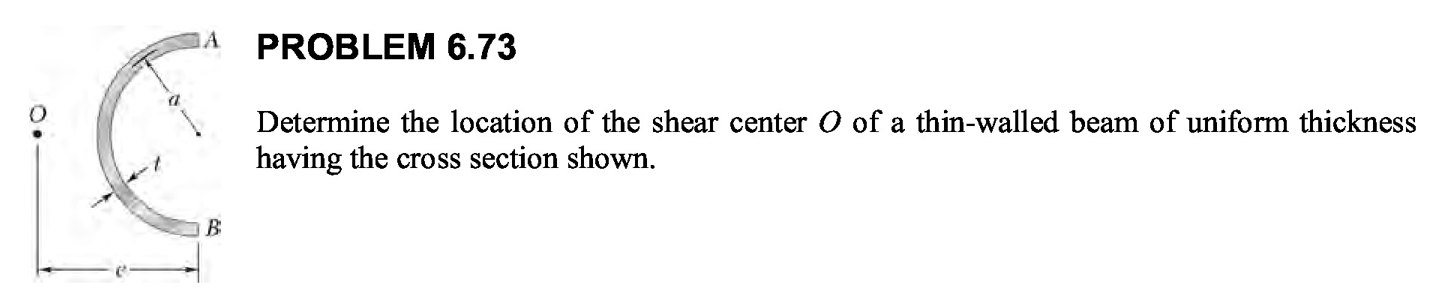 PROBLEM 6.73
Determine the location of the shear center O of a thin-walled beam of uniform thickness
having the cross section shown.
A
a
O
t
B
e